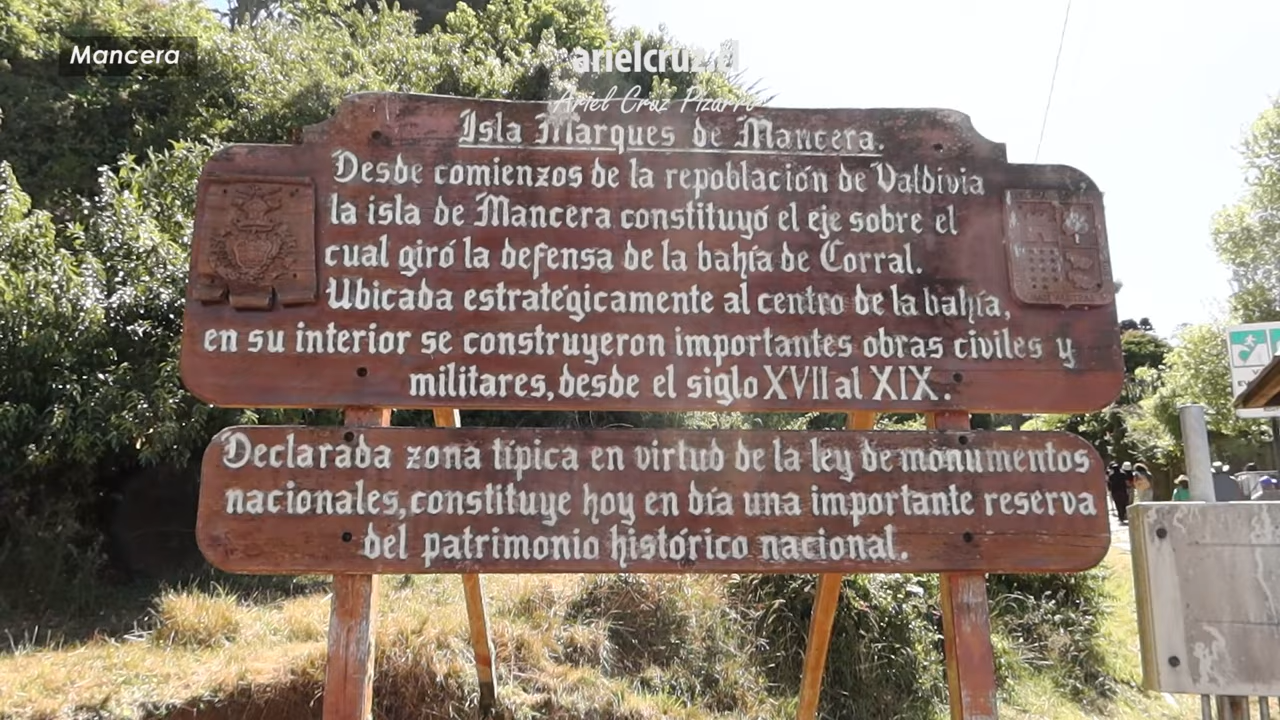 Mancera
arielcruz.cl
Ariel Cruz Pizarro
Isla Marques de Mancera.
Desde comienzos de la repoblación de Valdivia
la isla de Mancera constituyó el eje sobre el
cual giró la defensa de la bahía de Corral.
Ubicada estratégicamente al centro de la bahía,
en su interior se construyeron importantes obras civiles y
militares, desde el siglo XVII al XIX.
Declarada zona típica en virtud de la ley de monumentos
nacionales, constituye hoy en día una importante reserva
del patrimonio histórico nacional.